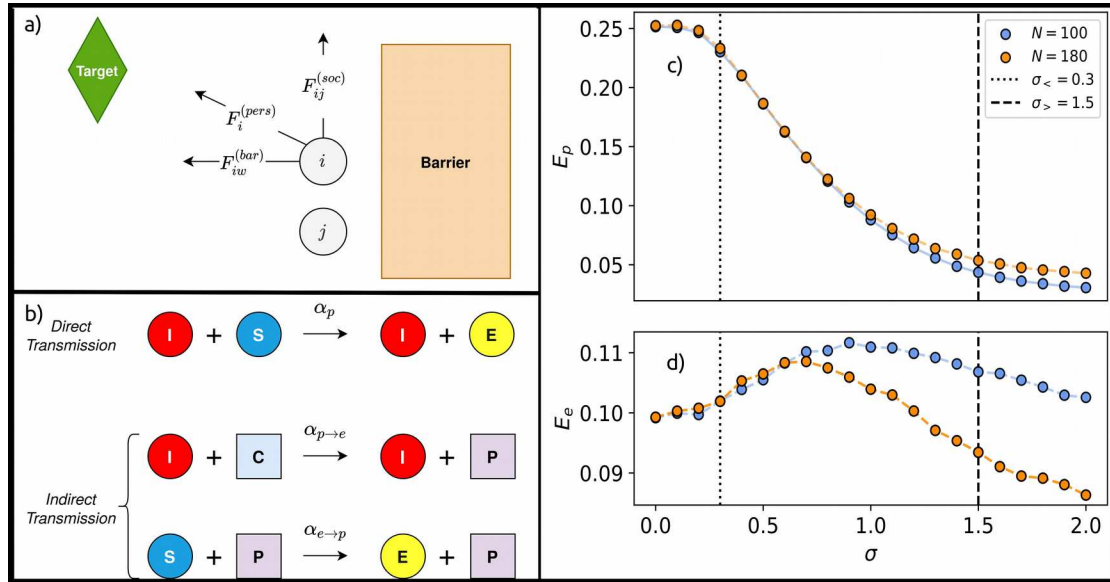 a)
Target
F_{ij}^{(soc)}
F_i^{(pers)}
F_{iw}^{(bar)}
i
j
Barrier
b)
Direct
Transmission
I + S α_p I + E
I + C α_{p→e} I + P
Indirect
Transmission
S + P α_{e→p} E + P
c)
N = 100
N = 180
σ_< = 0.3
σ_> = 1.5
E_p
0.25
0.20
0.15
0.10
0.05
d)
E_e
0.11
0.10
0.09
0.0 0.5 1.0 1.5 2.0
σ